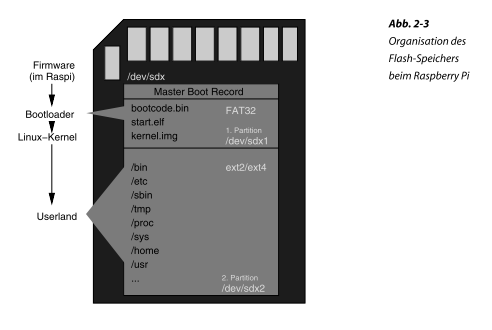 Abb. 2-3
Organisation des
Flash-Speichers
beim Raspberry Pi
Firmware
(im Raspi)
Bootloader
Linux–Kernel
Userland
/dev/sdx
Master Boot Record
bootcode.bin
start.elf
kernel.img
FAT32
1. Partition
/dev/sdx1
/bin
/etc
/sbin
/tmp
/proc
/sys
/home
/usr
...
ext2/ext4
2. Partition
/dev/sdx2